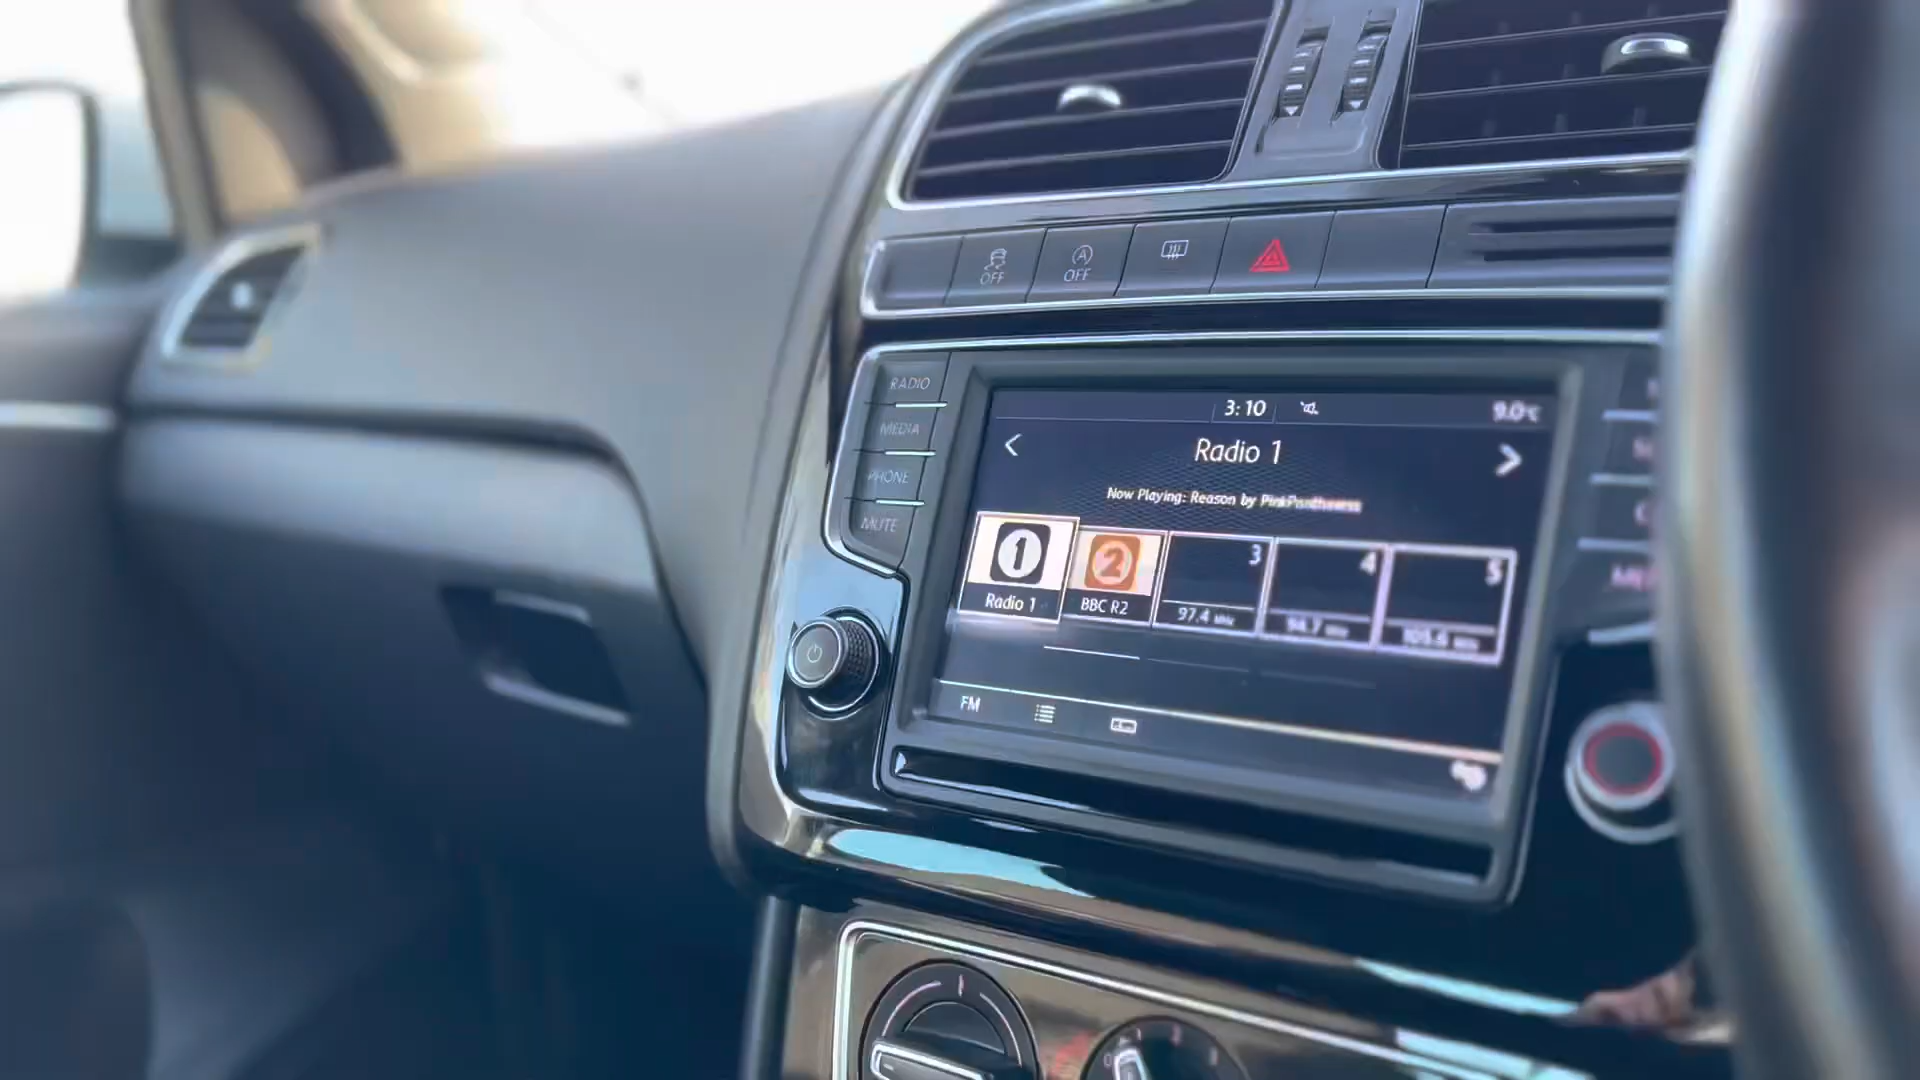 OFF
A
OFF
RADIO
MEDIA
PHONE
MUTE
3:10
9.0°C
Radio 1
Now Playing: Reason by PinkPantheress
1
2
3
4
5
Radio 1
BBC R2
97.4 MHz
FM